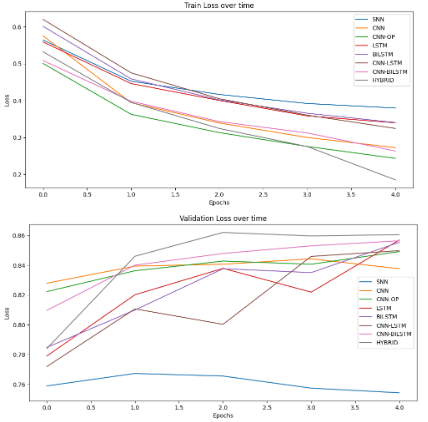 Train Loss over time
0.6
0.5
0.4
0.3
0.2
Loss
SNN
CNN
CNN-OP
LSTM
BILSTM
CNN-LSTM
CNN-BILSTM
HYBRID
0.0 0.5 1.0 1.5 2.0 2.5 3.0 3.5 4.0
Epochs
Validation Loss over time
0.86
0.84
0.82
0.80
0.78
0.76
Loss
SNN
CNN
CNN-OP
LSTM
BILSTM
CNN-LSTM
CNN-BILSTM
HYBRID
0.0 0.5 1.0 1.5 2.0 2.5 3.0 3.5 4.0
Epochs